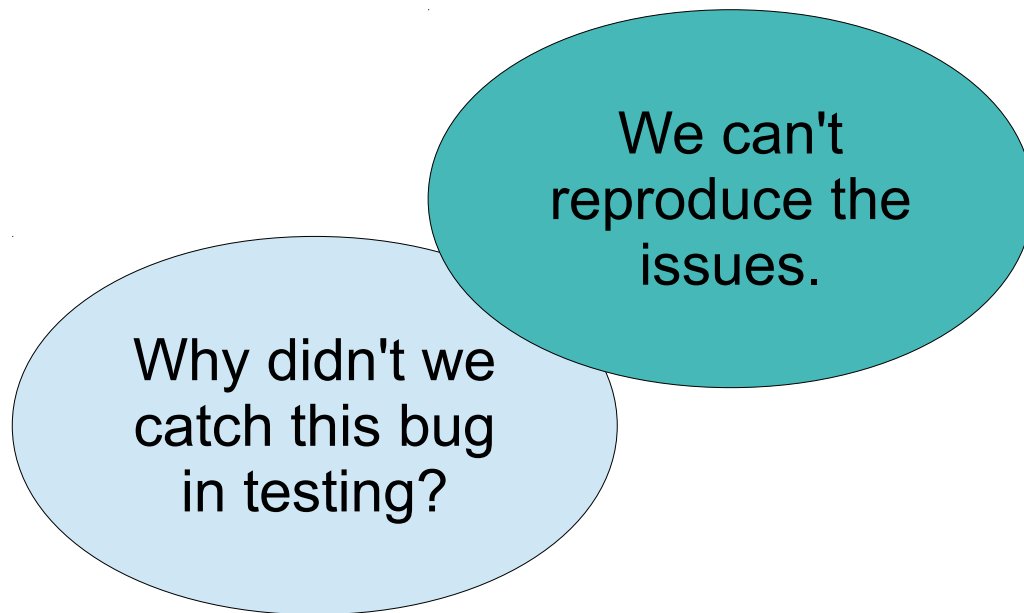 We can't
reproduce the
issues.
Why didn't we
catch this bug
in testing?